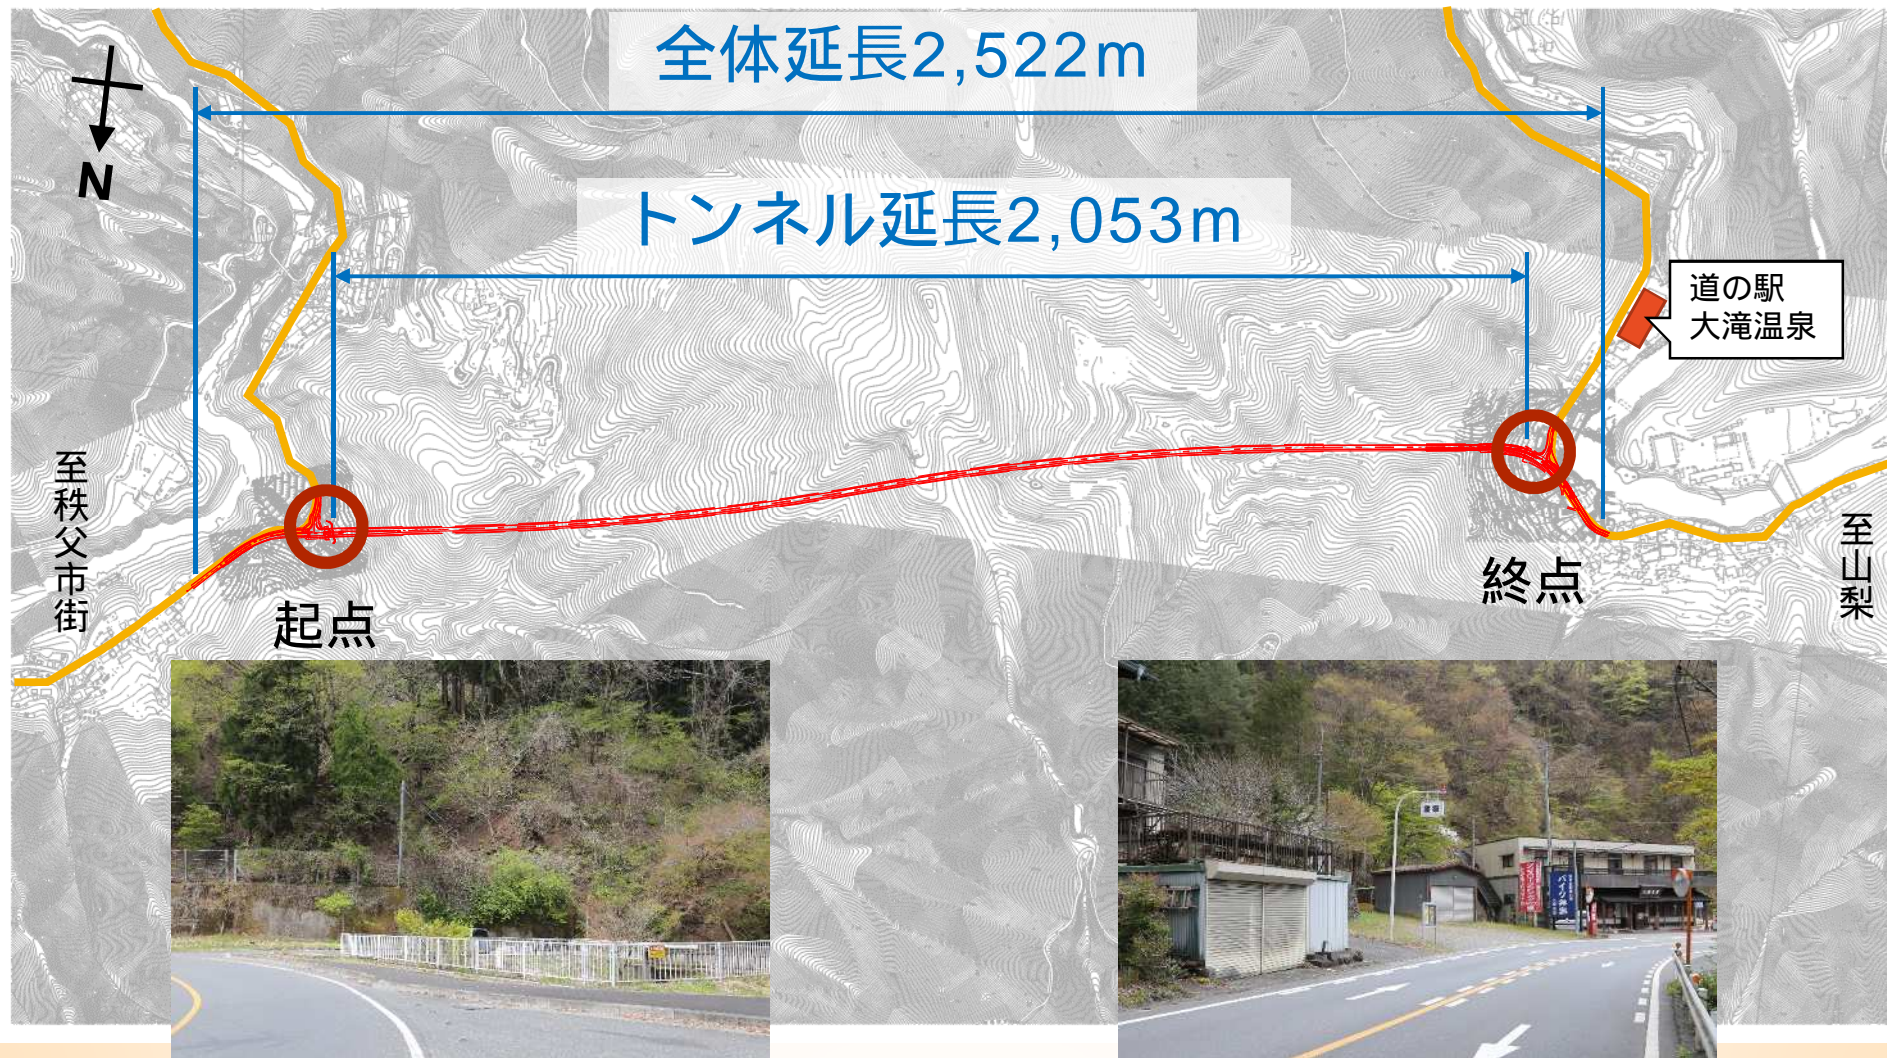 全体延長2,522m
N
トンネル延長2,053m
道の駅
大滝温泉
至秩父市街
起点
終点
至山梨